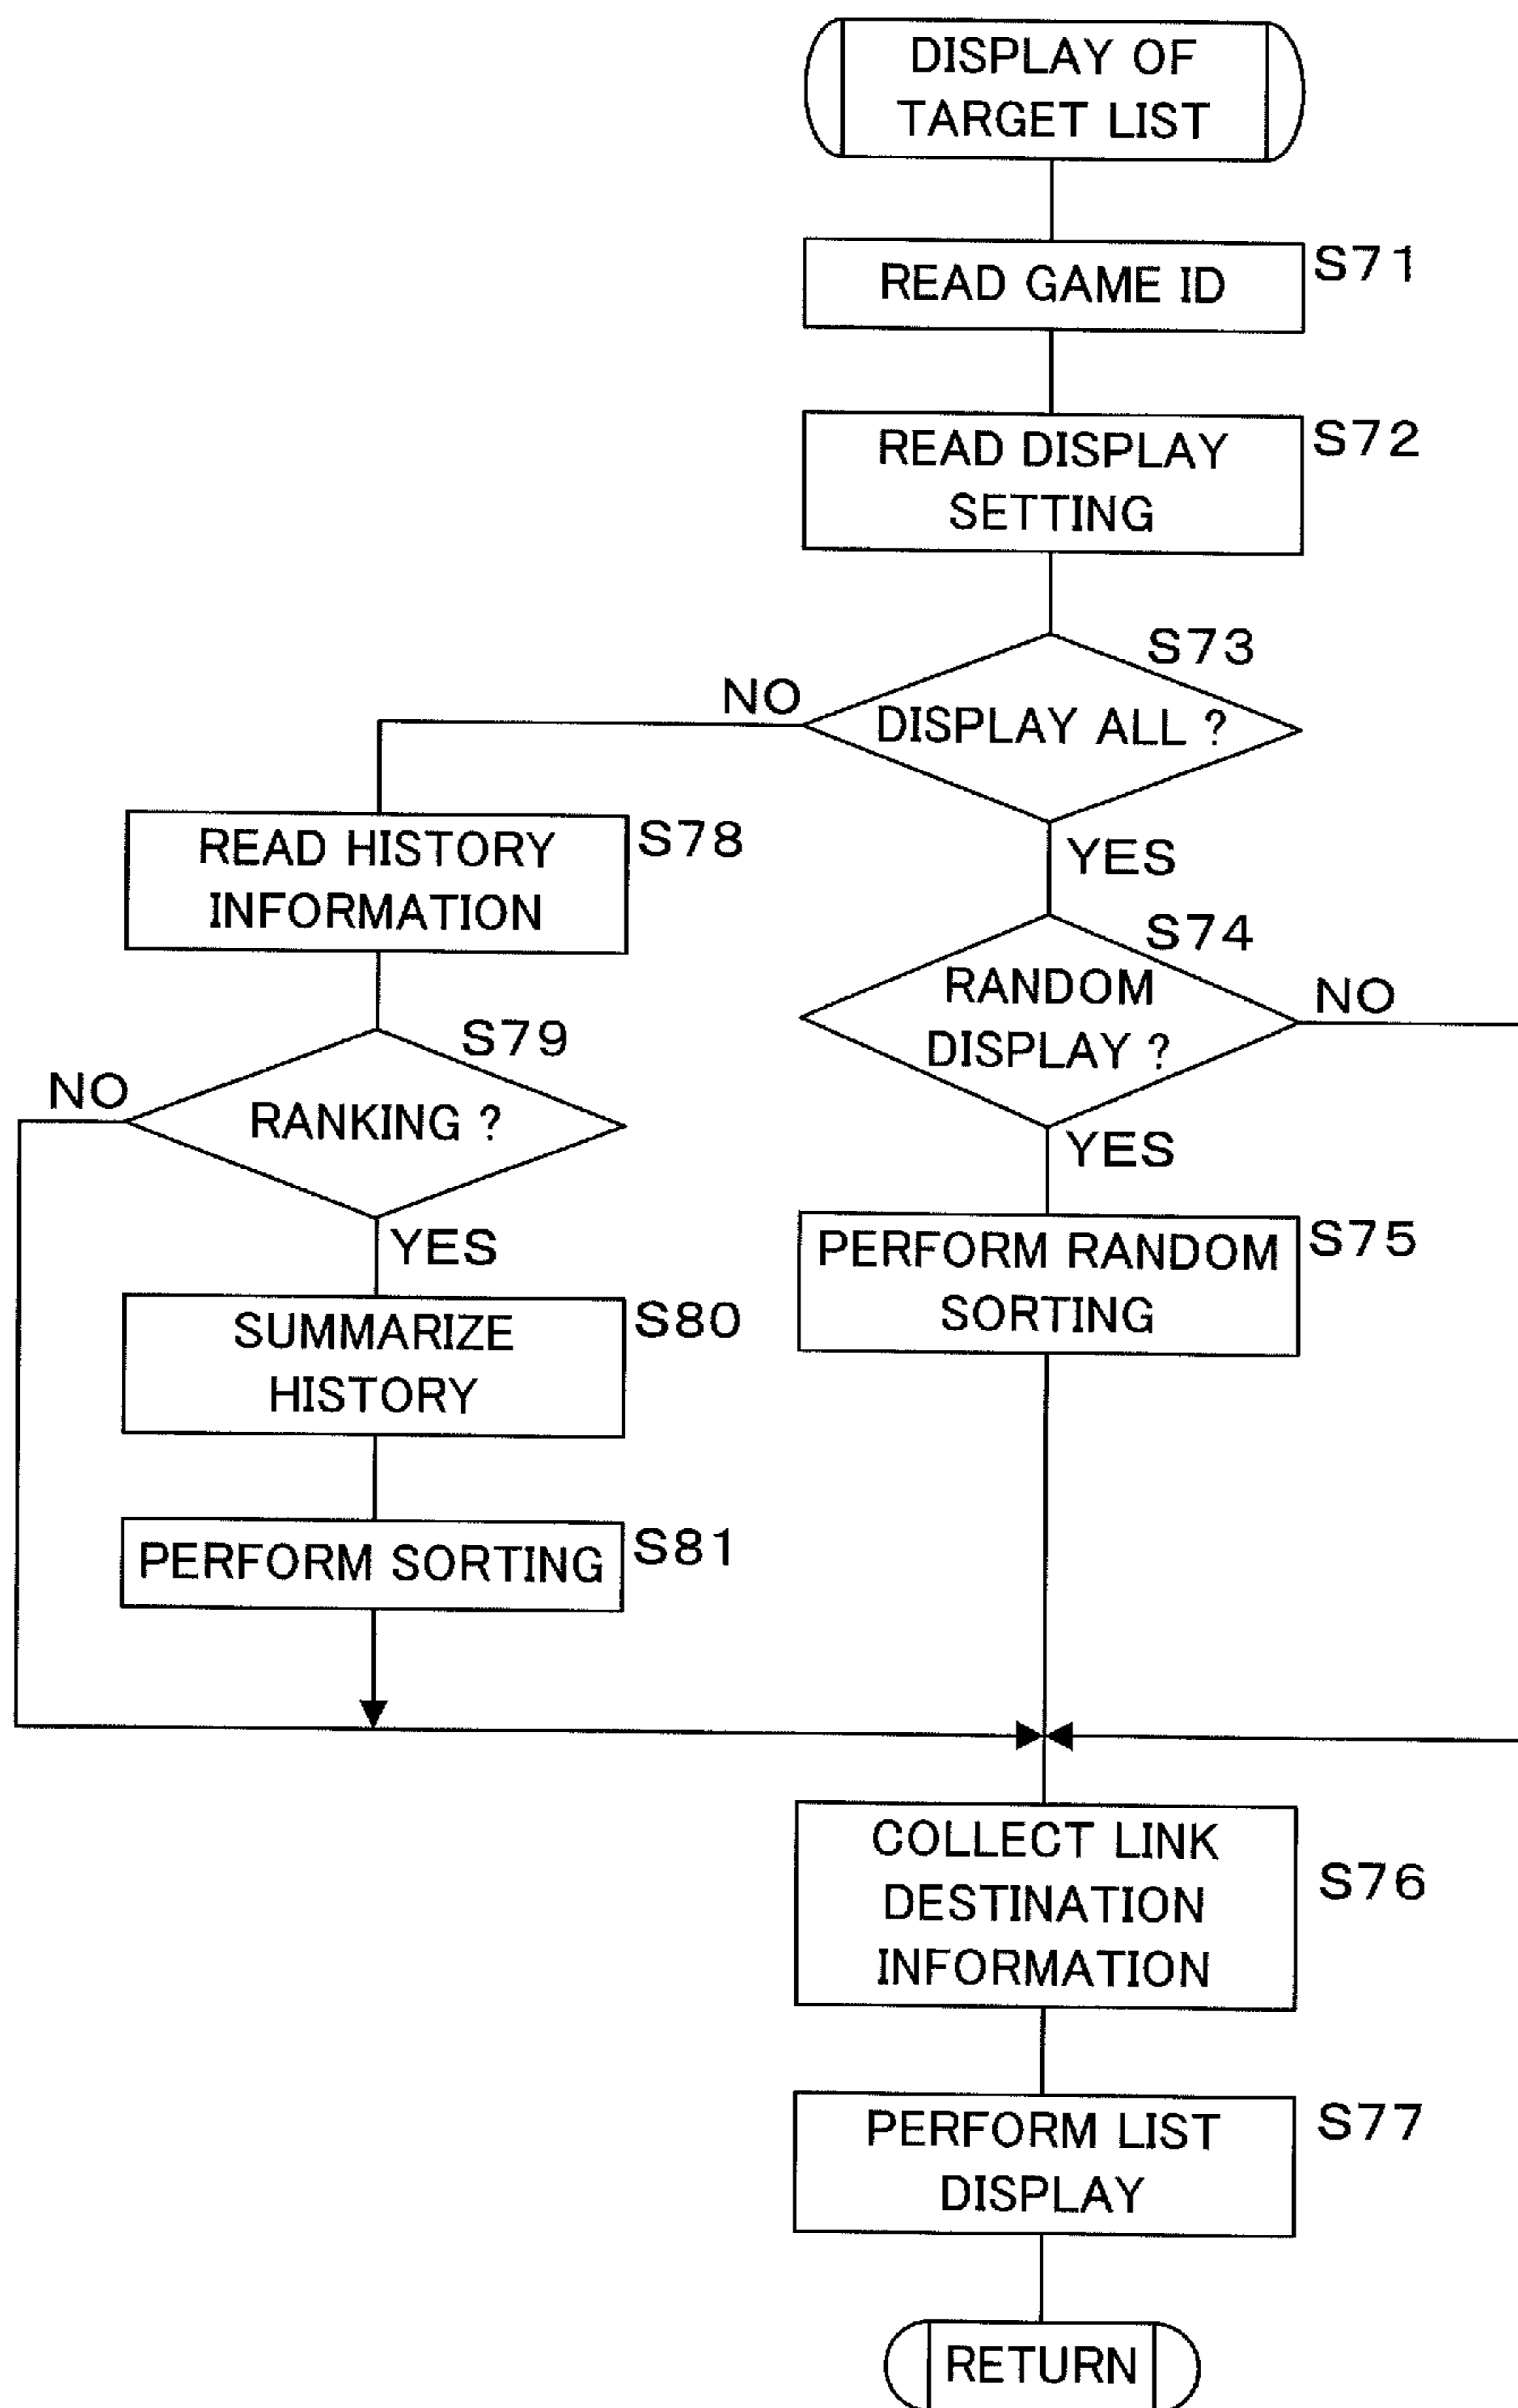 DISPLAY OF
TARGET LIST
READ GAME ID
S71
READ DISPLAY
SETTING
S72
S73
NO
DISPLAY ALL ?
YES
READ HISTORY
INFORMATION
S78
S74
RANDOM
DISPLAY ?
NO
S79
NO
RANKING ?
YES
YES
PERFORM RANDOM
SORTING
S75
SUMMARIZE
HISTORY
S80
PERFORM SORTING
S81
COLLECT LINK
DESTINATION
INFORMATION
S76
PERFORM LIST
DISPLAY
S77
RETURN